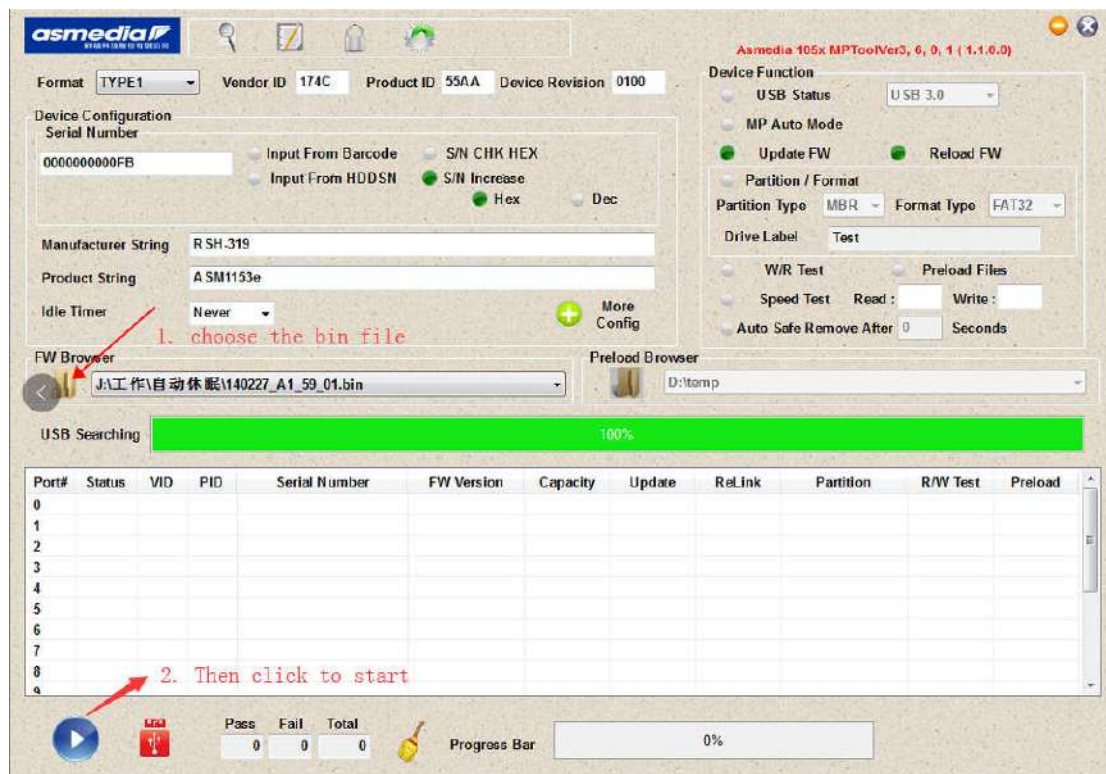 asmedia
Asmedia 105x MPToolVer3, 6, 0, 1 ( 1.1.0.0)
Format TYPE1 Vendor ID 174C Product ID 55AA Device Revision 0100
Device Configuration
Serial Number
0000000000FB
Input From Barcode S/N CHK HEX
Input From HDDSN S/N Increase
Hex Dec
Manufacturer String RSH-319
Product String ASM1153e
Idle Timer Never
More Config
1. choose the bin file
Device Function
USB Status USB 3.0
MP Auto Mode
Update FW Reload FW
Partition / Format
Partition Type MBR Format Type FAT32
Drive Label Test
W/R Test Preload Files
Speed Test Read : Write :
Auto Safe Remove After 0 Seconds
FW Browser
J:\工作\自动休眠\140227_A1_59_01.bin
Preload Browser
D:\temp
USB Searching 100%
Port# Status VID PID Serial Number FW Version Capacity Update ReLink Partition R/W Test Preload
0
1
2
3
4
5
6
7
8
9
2. Then click to start
Pass Fail Total
0 0 0
Progress Bar 0%